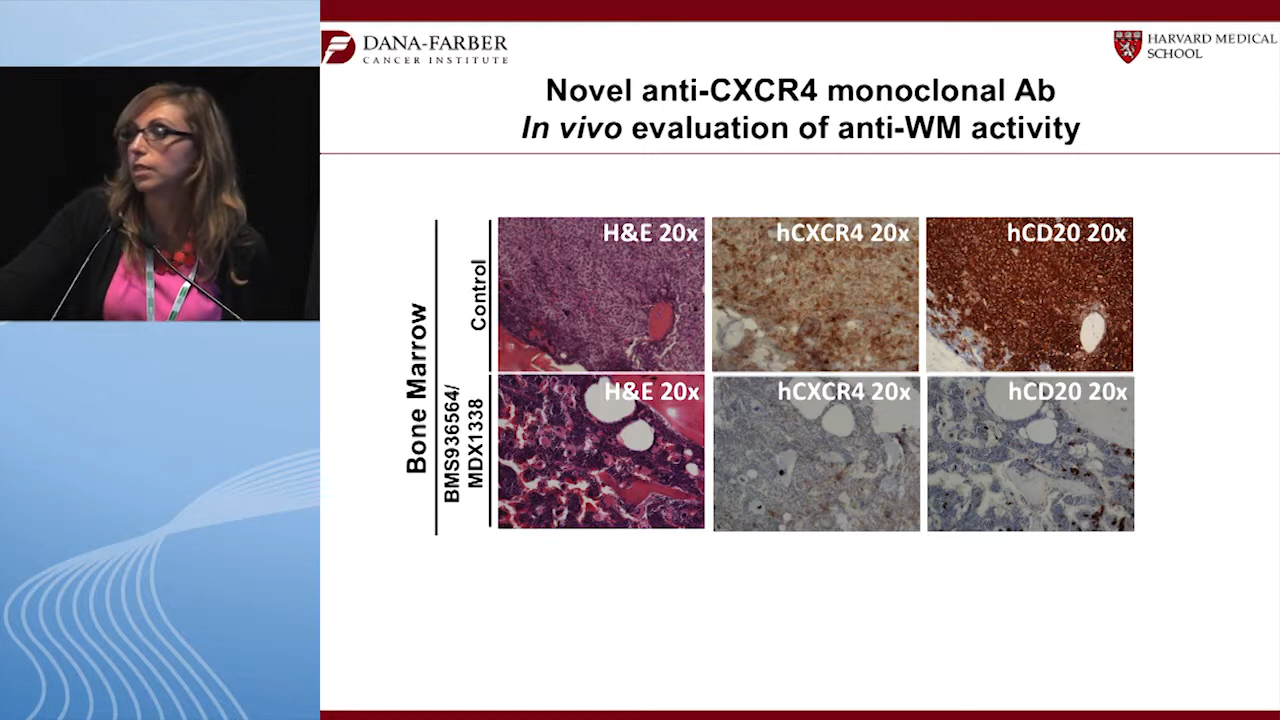 DANA-FARBER
CANCER INSTITUTE
HARVARD MEDICAL
SCHOOL
Novel anti-CXCR4 monoclonal Ab
In vivo evaluation of anti-WM activity
Bone Marrow
Control
H&E 20x
hCXCR4 20x
hCD20 20x
BMS936564/
MDX1338
H&E 20x
hCXCR4 20x
hCD20 20x